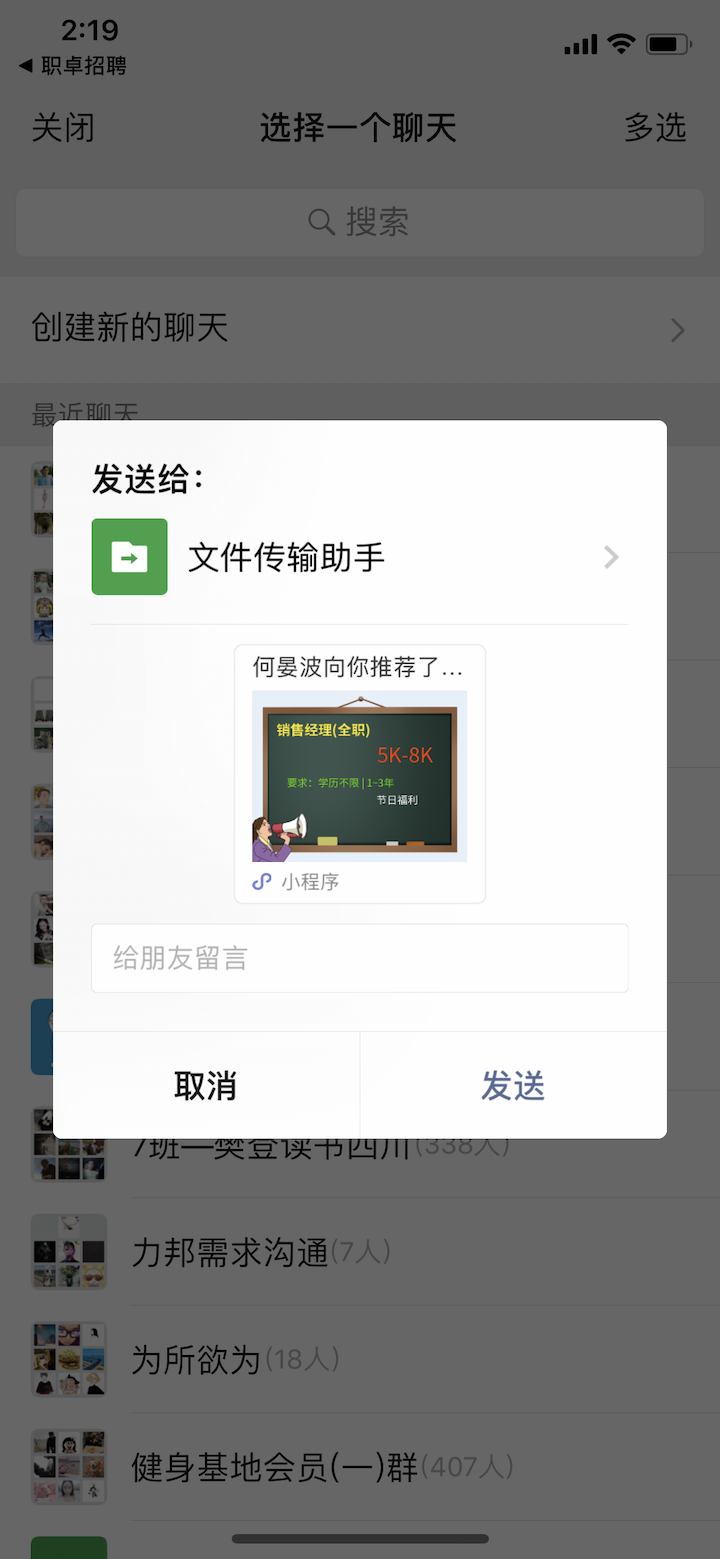 2:19
职卓招聘
关闭
选择一个聊天
多选
搜索
创建新的聊天
最近聊天
发送给：
文件传输助手
何晏波向你推荐了...
销售经理(全职)
5K-8K
要求：学历不限 | 1~3年
节日福利
小程序
给朋友留言
取消
发送
7班—樊登读书四川(338人)
力邦需求沟通(7人)
为所欲为(18人)
健身基地会员(一)群(407人)